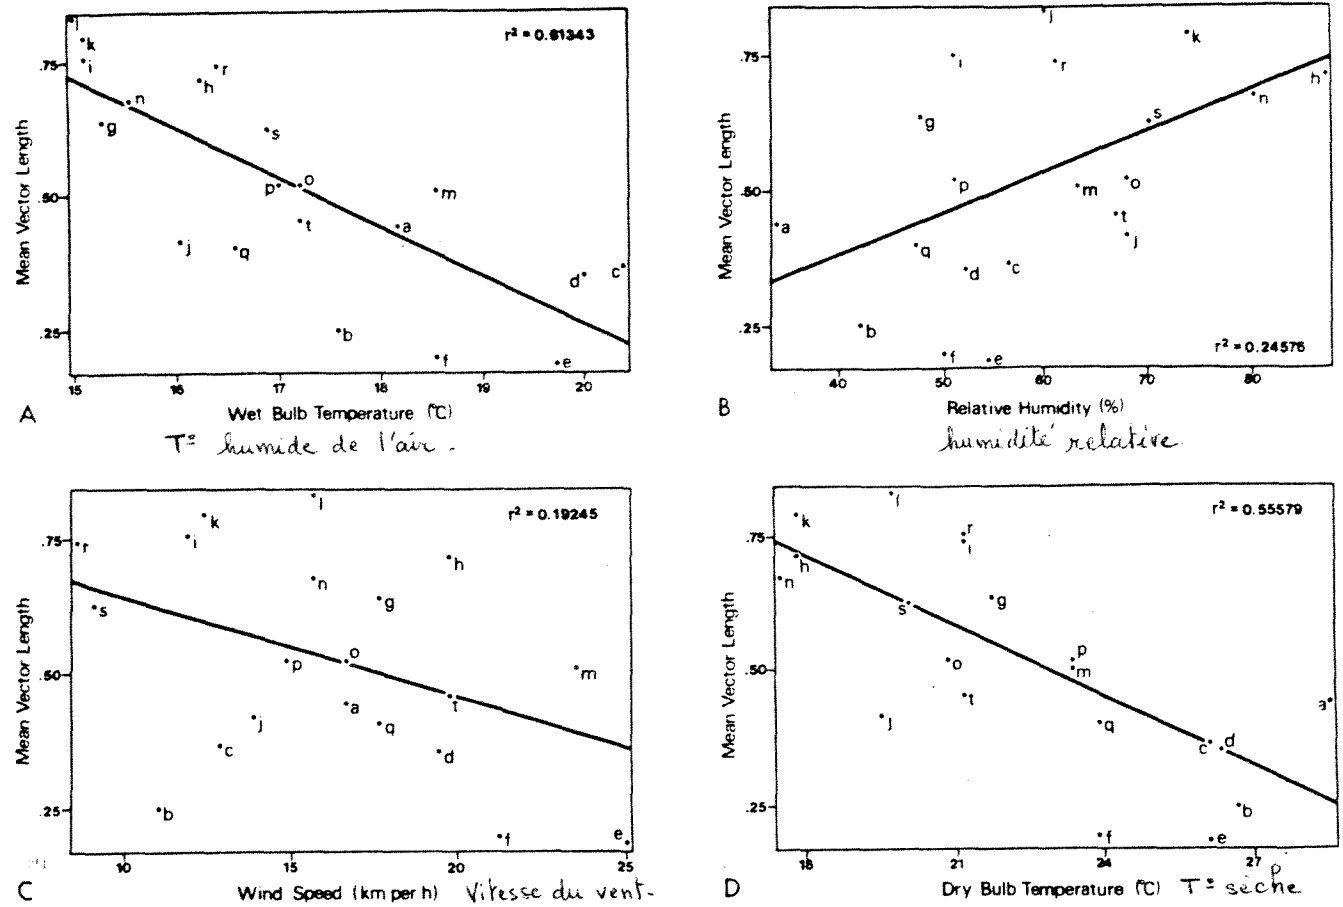 r² = 0.61343
Mean Vector Length
.75
.50
.25
l
k
i
r
h
n
g
s
p
o
m
t
a
j
q
d
c
b
f
e
15 16 17 18 19 20
A
Wet Bulb Temperature (°C)
T° humide de l'air.
Mean Vector Length
.75
.50
.25
l
k
i
r
h
n
g
s
p
m
o
a
t
j
q
d
c
b
f
e
r² = 0.24576
40 50 60 70 80
B
Relative Humidity (%)
humidité relative
r² = 0.19245
Mean Vector Length
.75
.50
.25
l
k
r
i
h
n
g
s
o
p
m
a
t
j
q
c
d
b
f
e
10 15 20 25
C
Wind Speed (km per h) Vitesse du vent-
r² = 0.55579
Mean Vector Length
.75
.50
.25
l
k
r
i
h
n
g
s
p
o
m
t
a
j
q
c
d
b
f
e
18 21 24 27
D
Dry Bulb Temperature (°C) T° sèche